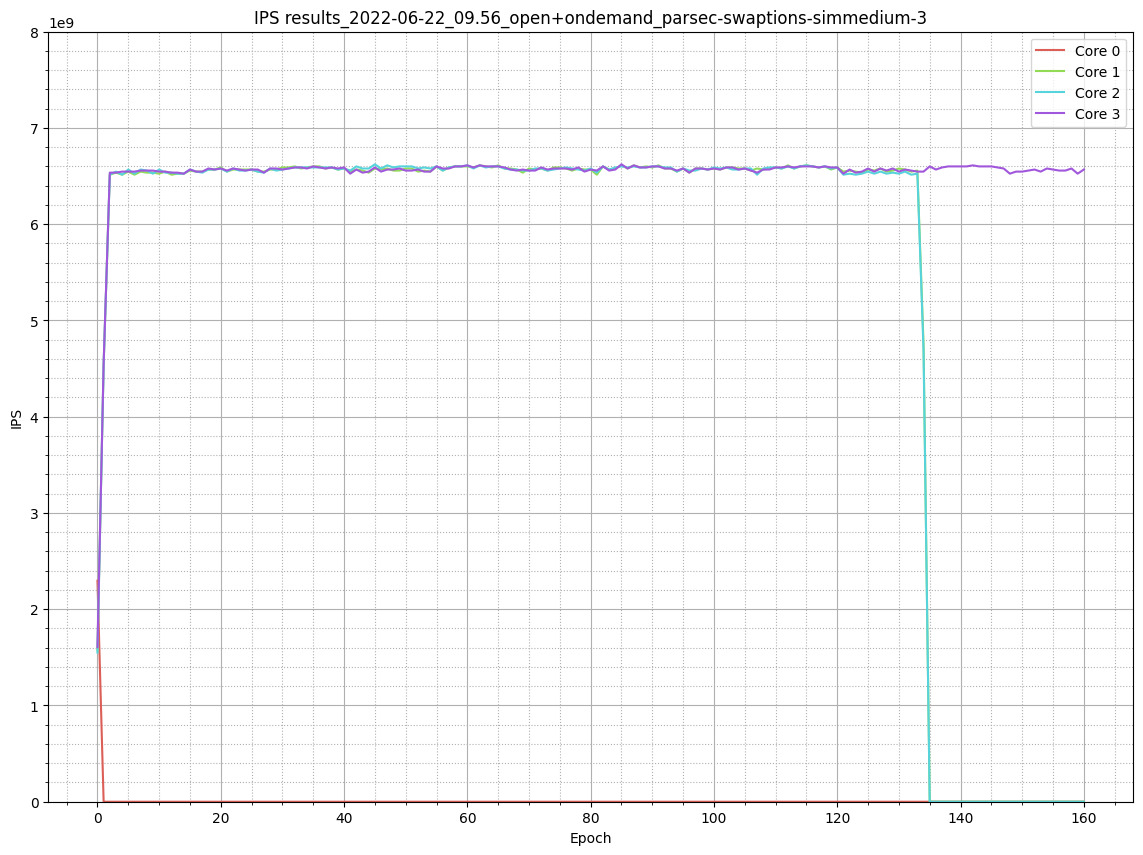 IPS results_2022-06-22_09.56_open+ondemand_parsec-swaptions-simmedium-3
1e9
8
7
6
5
4
3
2
1
0
IPS
Core 0
Core 1
Core 2
Core 3
0 20 40 60 80 100 120 140 160
Epoch